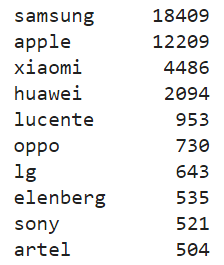 samsung 18409
apple 12209
xiaomi 4486
huawei 2094
lucente 953
oppo 730
lg 643
elenberg 535
sony 521
artel 504